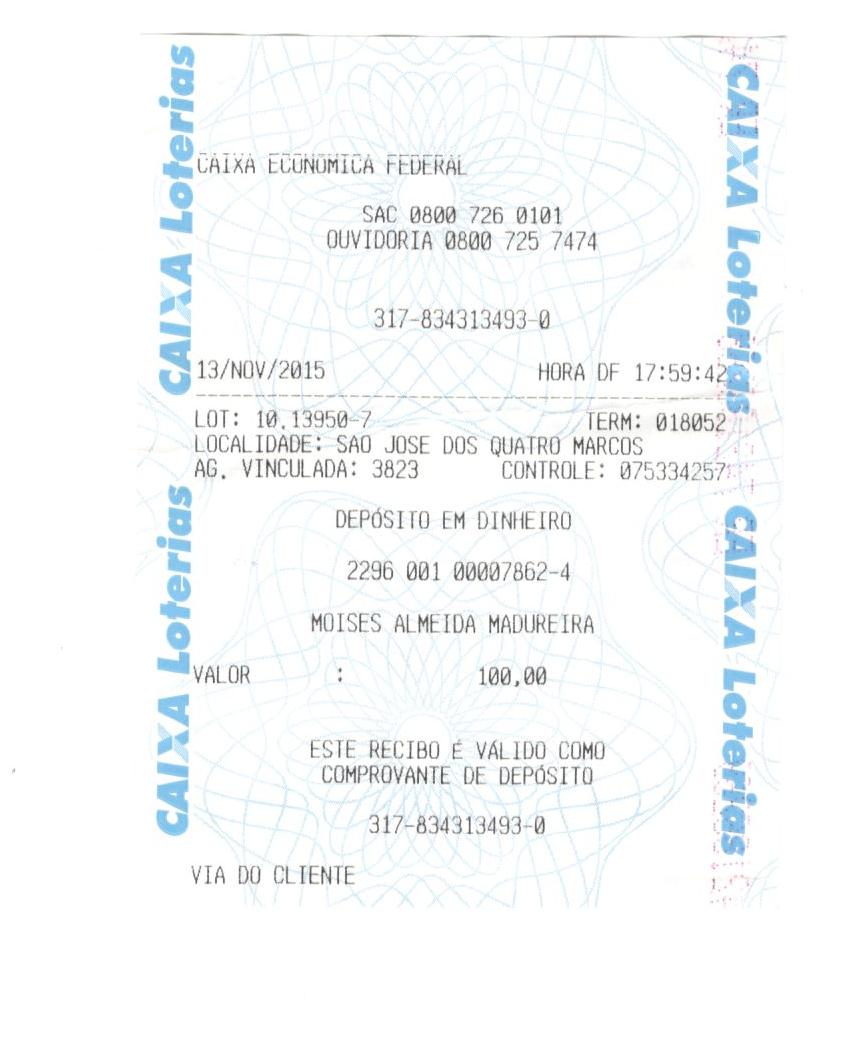 CAIXA Loterias
CAIXA Loterias
CAIXA Loterias
CAIXA Loterias
CAIXA ECONOMICA FEDERAL
SAC 0800 726 0101
OUVIDORIA 0800 725 7474
317-834313493-0
13/NOV/2015 HORA DF 17:59:42
LOT: 10.13950-7 TERM: 018052
LOCALIDADE: SAO JOSE DOS QUATRO MARCOS
AG. VINCULADA: 3823 CONTROLE: 075334257
DEPÓSITO EM DINHEIRO
2296 001 00007862-4
MOISES ALMEIDA MADUREIRA
VALOR : 100,00
ESTE RECIBO É VÁLIDO COMO
COMPROVANTE DE DEPÓSITO
317-834313493-0
VIA DO CLIENTE